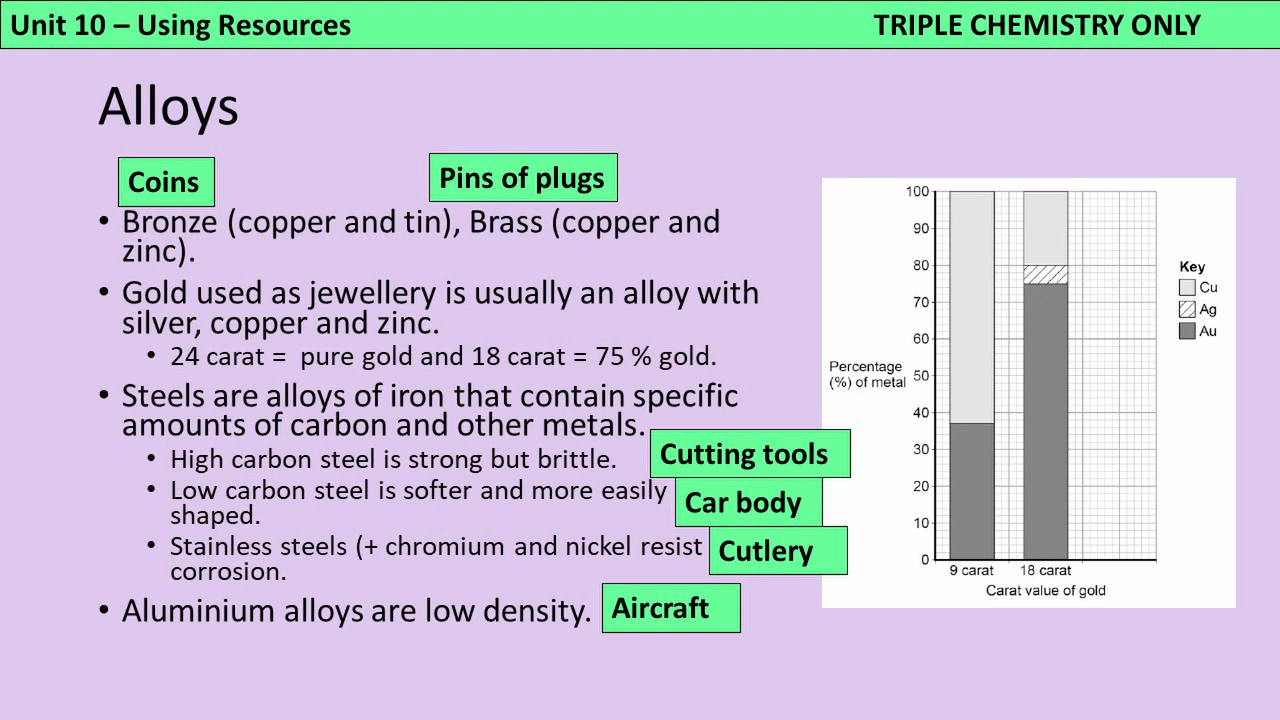 Unit 10 – Using Resources
TRIPLE CHEMISTRY ONLY
Alloys
Coins
Pins of plugs
• Bronze (copper and tin), Brass (copper and
zinc).
• Gold used as jewellery is usually an alloy with
silver, copper and zinc.
• 24 carat = pure gold and 18 carat = 75 % gold.
• Steels are alloys of iron that contain specific
amounts of carbon and other metals.
• High carbon steel is strong but brittle.
Cutting tools
• Low carbon steel is softer and more easily
shaped.
Car body
• Stainless steels (+ chromium and nickel resist
corrosion.
Cutlery
• Aluminium alloys are low density.
Aircraft
100
90
80
70
60
50
40
30
20
10
0
Percentage
(%) of metal
9 carat
18 carat
Carat value of gold
Key
Cu
Ag
Au